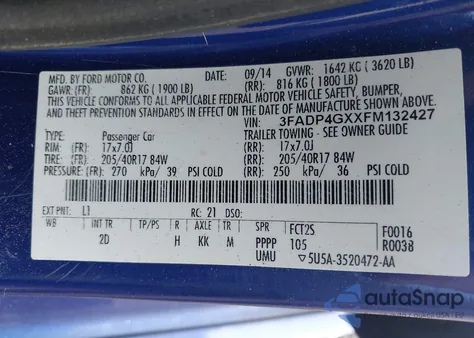 MFD. BY FORD MOTOR CO. DATE: 09/14 GVWR: 1642 KG ( 3620 LB)
GAWR: (FR): 862 KG ( 1900 LB) (RR): 816 KG ( 1800 LB)
THIS VEHICLE CONFORMS TO ALL APPLICABLE FEDERAL MOTOR
VEHICLE SAFETY, BUMPER,
AND THEFT PREVENTION STANDARDS IN EFFECT ON THE DATE OF
MANUFACTURE SHOWN ABOVE.
VIN: 3FADP4GXXFM132427
TYPE: Passenger Car TRAILER TOWING - SEE OWNERS GUIDE
RIM: (FR) 17x7.0J (RR): 17x7.0J
TIRE: (FR) 205/40R17 84W (RR): 205/40R17 84W
PRESSURE: (FR) 270 kPa/ 39 PSI COLD (RR): 250 kPa/ 36 PSI COLD
EXT PNT: L1 RC: 21 DSO:
WB INT TR TP/PS R AXLE TR SPR FCT2S F0016
2D H KK M PPPP 105 R0038
UMU ▽5U5A-3520472-AA
autoSnap